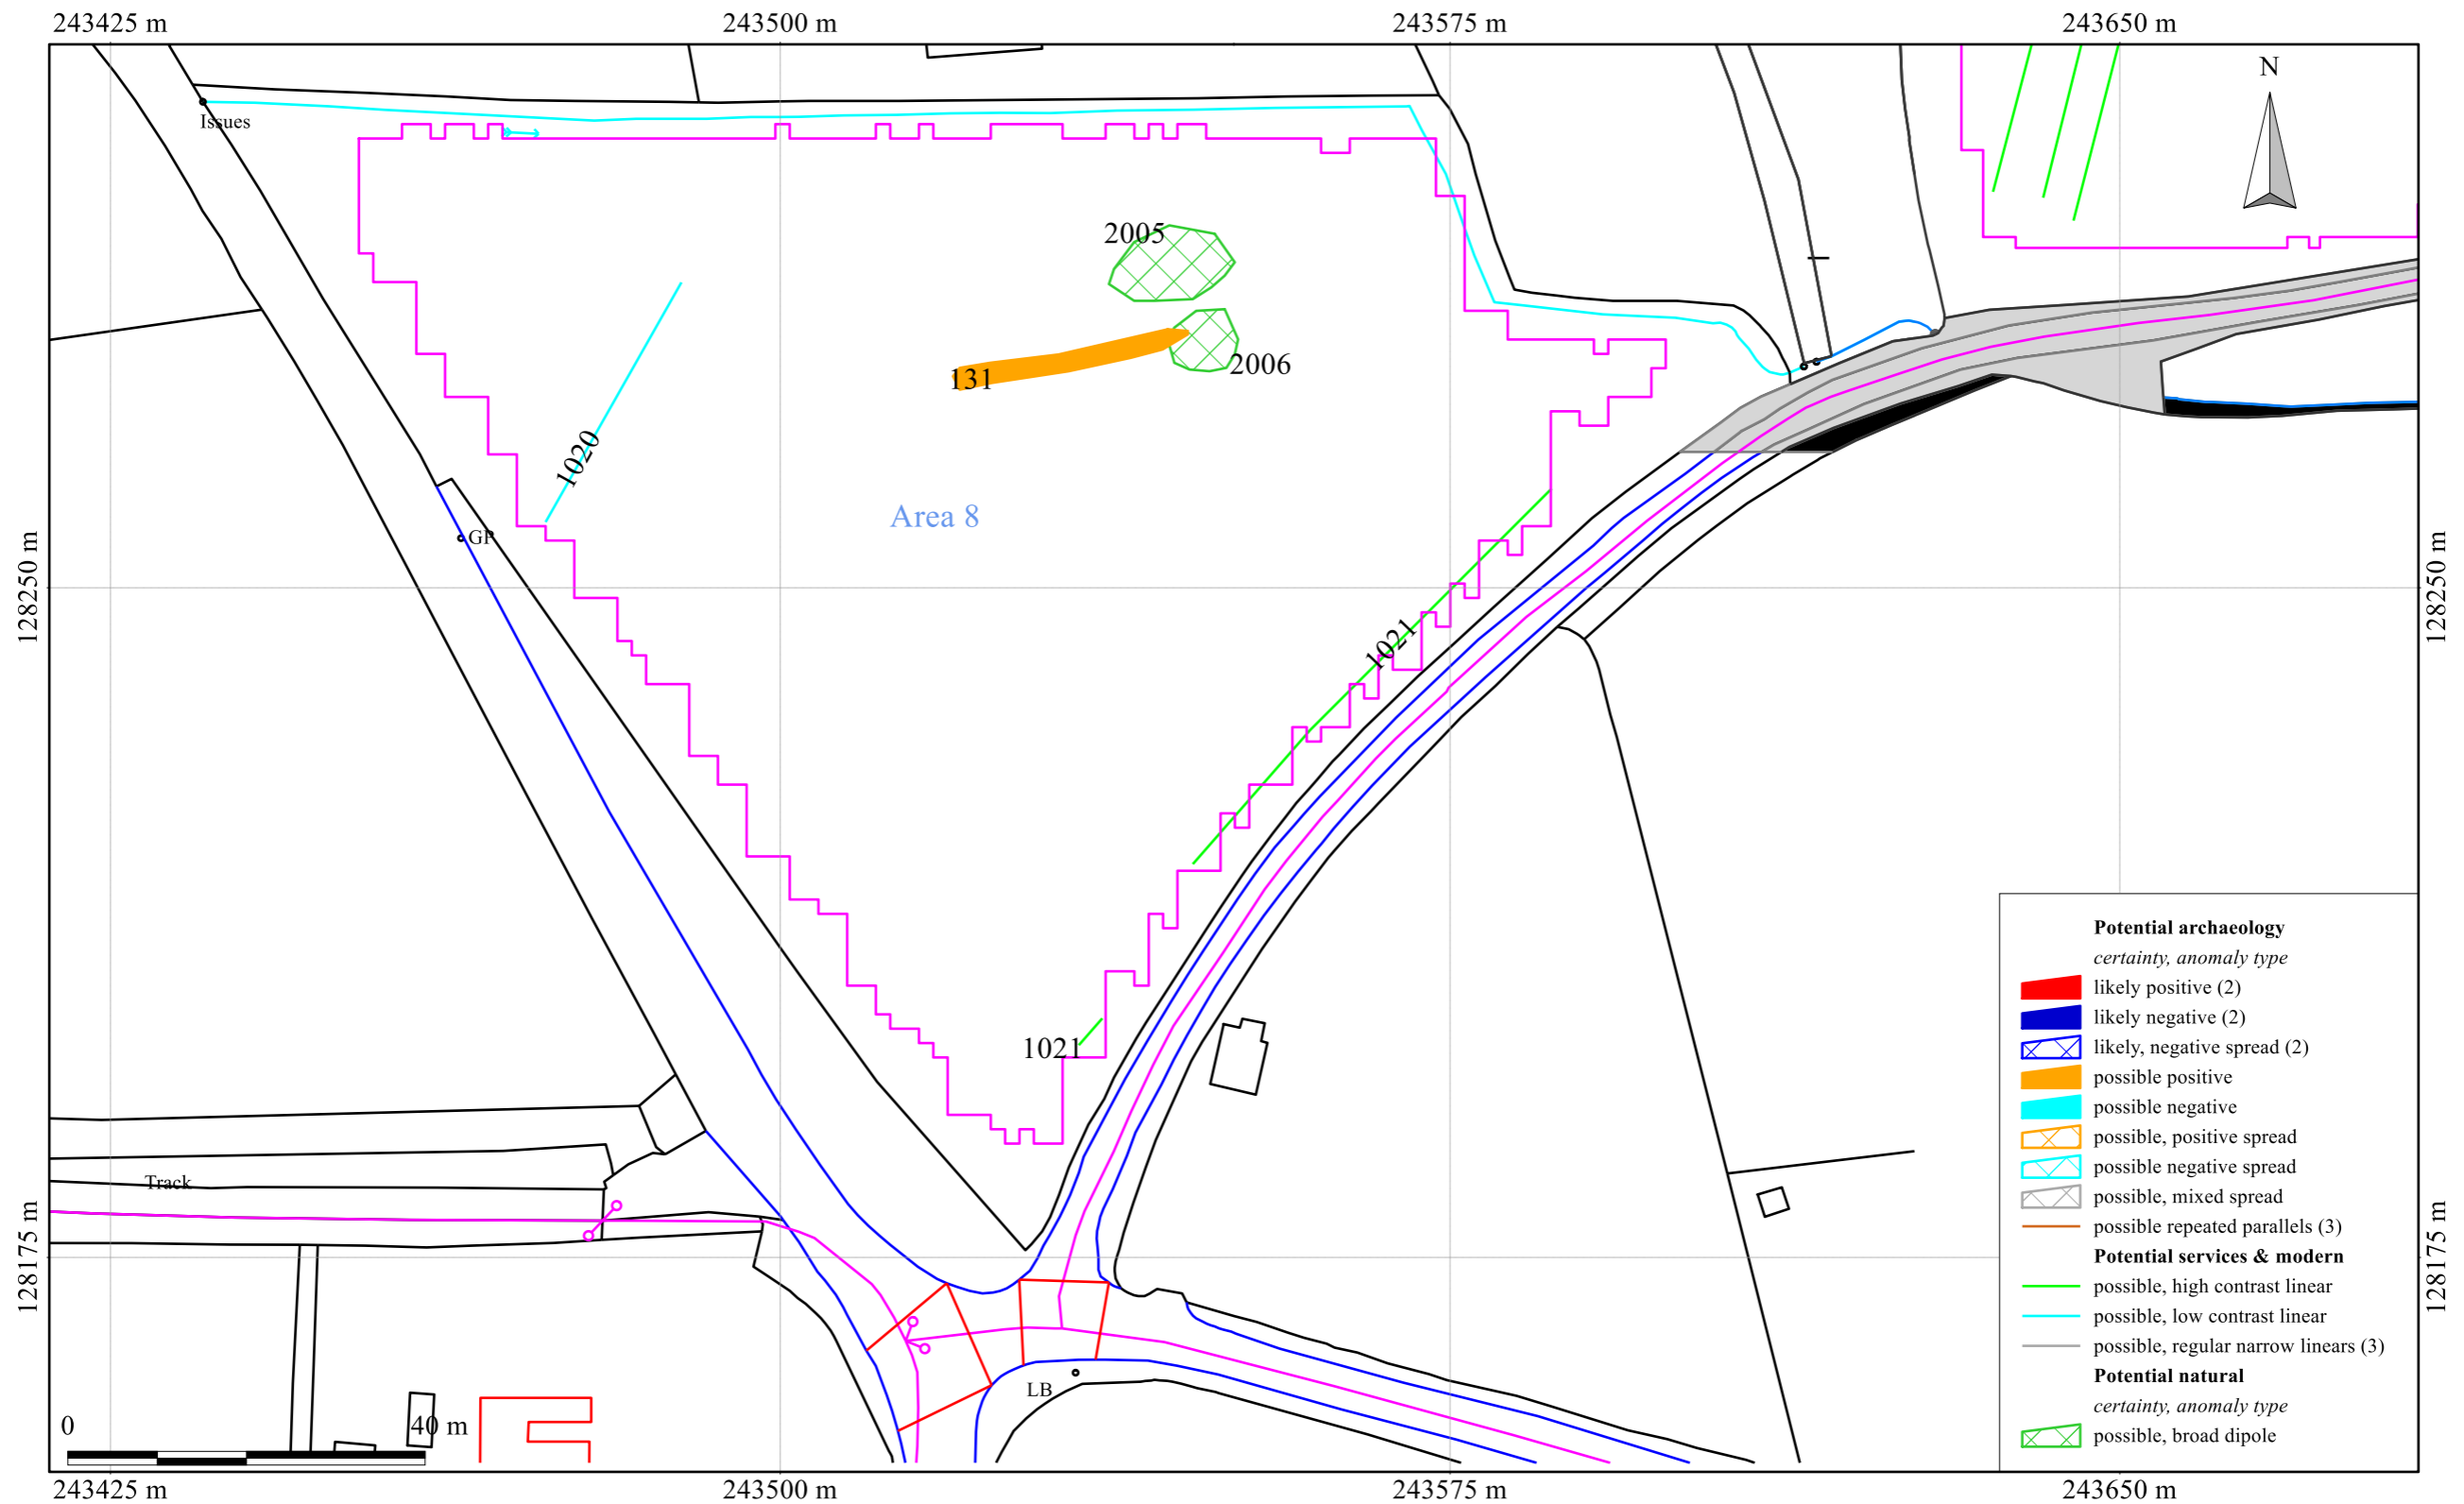 243425 m
243500 m
243575 m
243650 m
N
Issues
2005
2006
131
1020
GP
Area 8
128250 m
128250 m
1021
1021
Track
128175 m
128175 m
LB
0
40 m
Potential archaeology
certainty, anomaly type
likely positive (2)
likely negative (2)
likely, negative spread (2)
possible positive
possible negative
possible, positive spread
possible negative spread
possible, mixed spread
possible repeated parallels (3)
Potential services & modern
possible, high contrast linear
possible, low contrast linear
possible, regular narrow linears (3)
Potential natural
certainty, anomaly type
possible, broad dipole
243425 m
243500 m
243575 m
243650 m